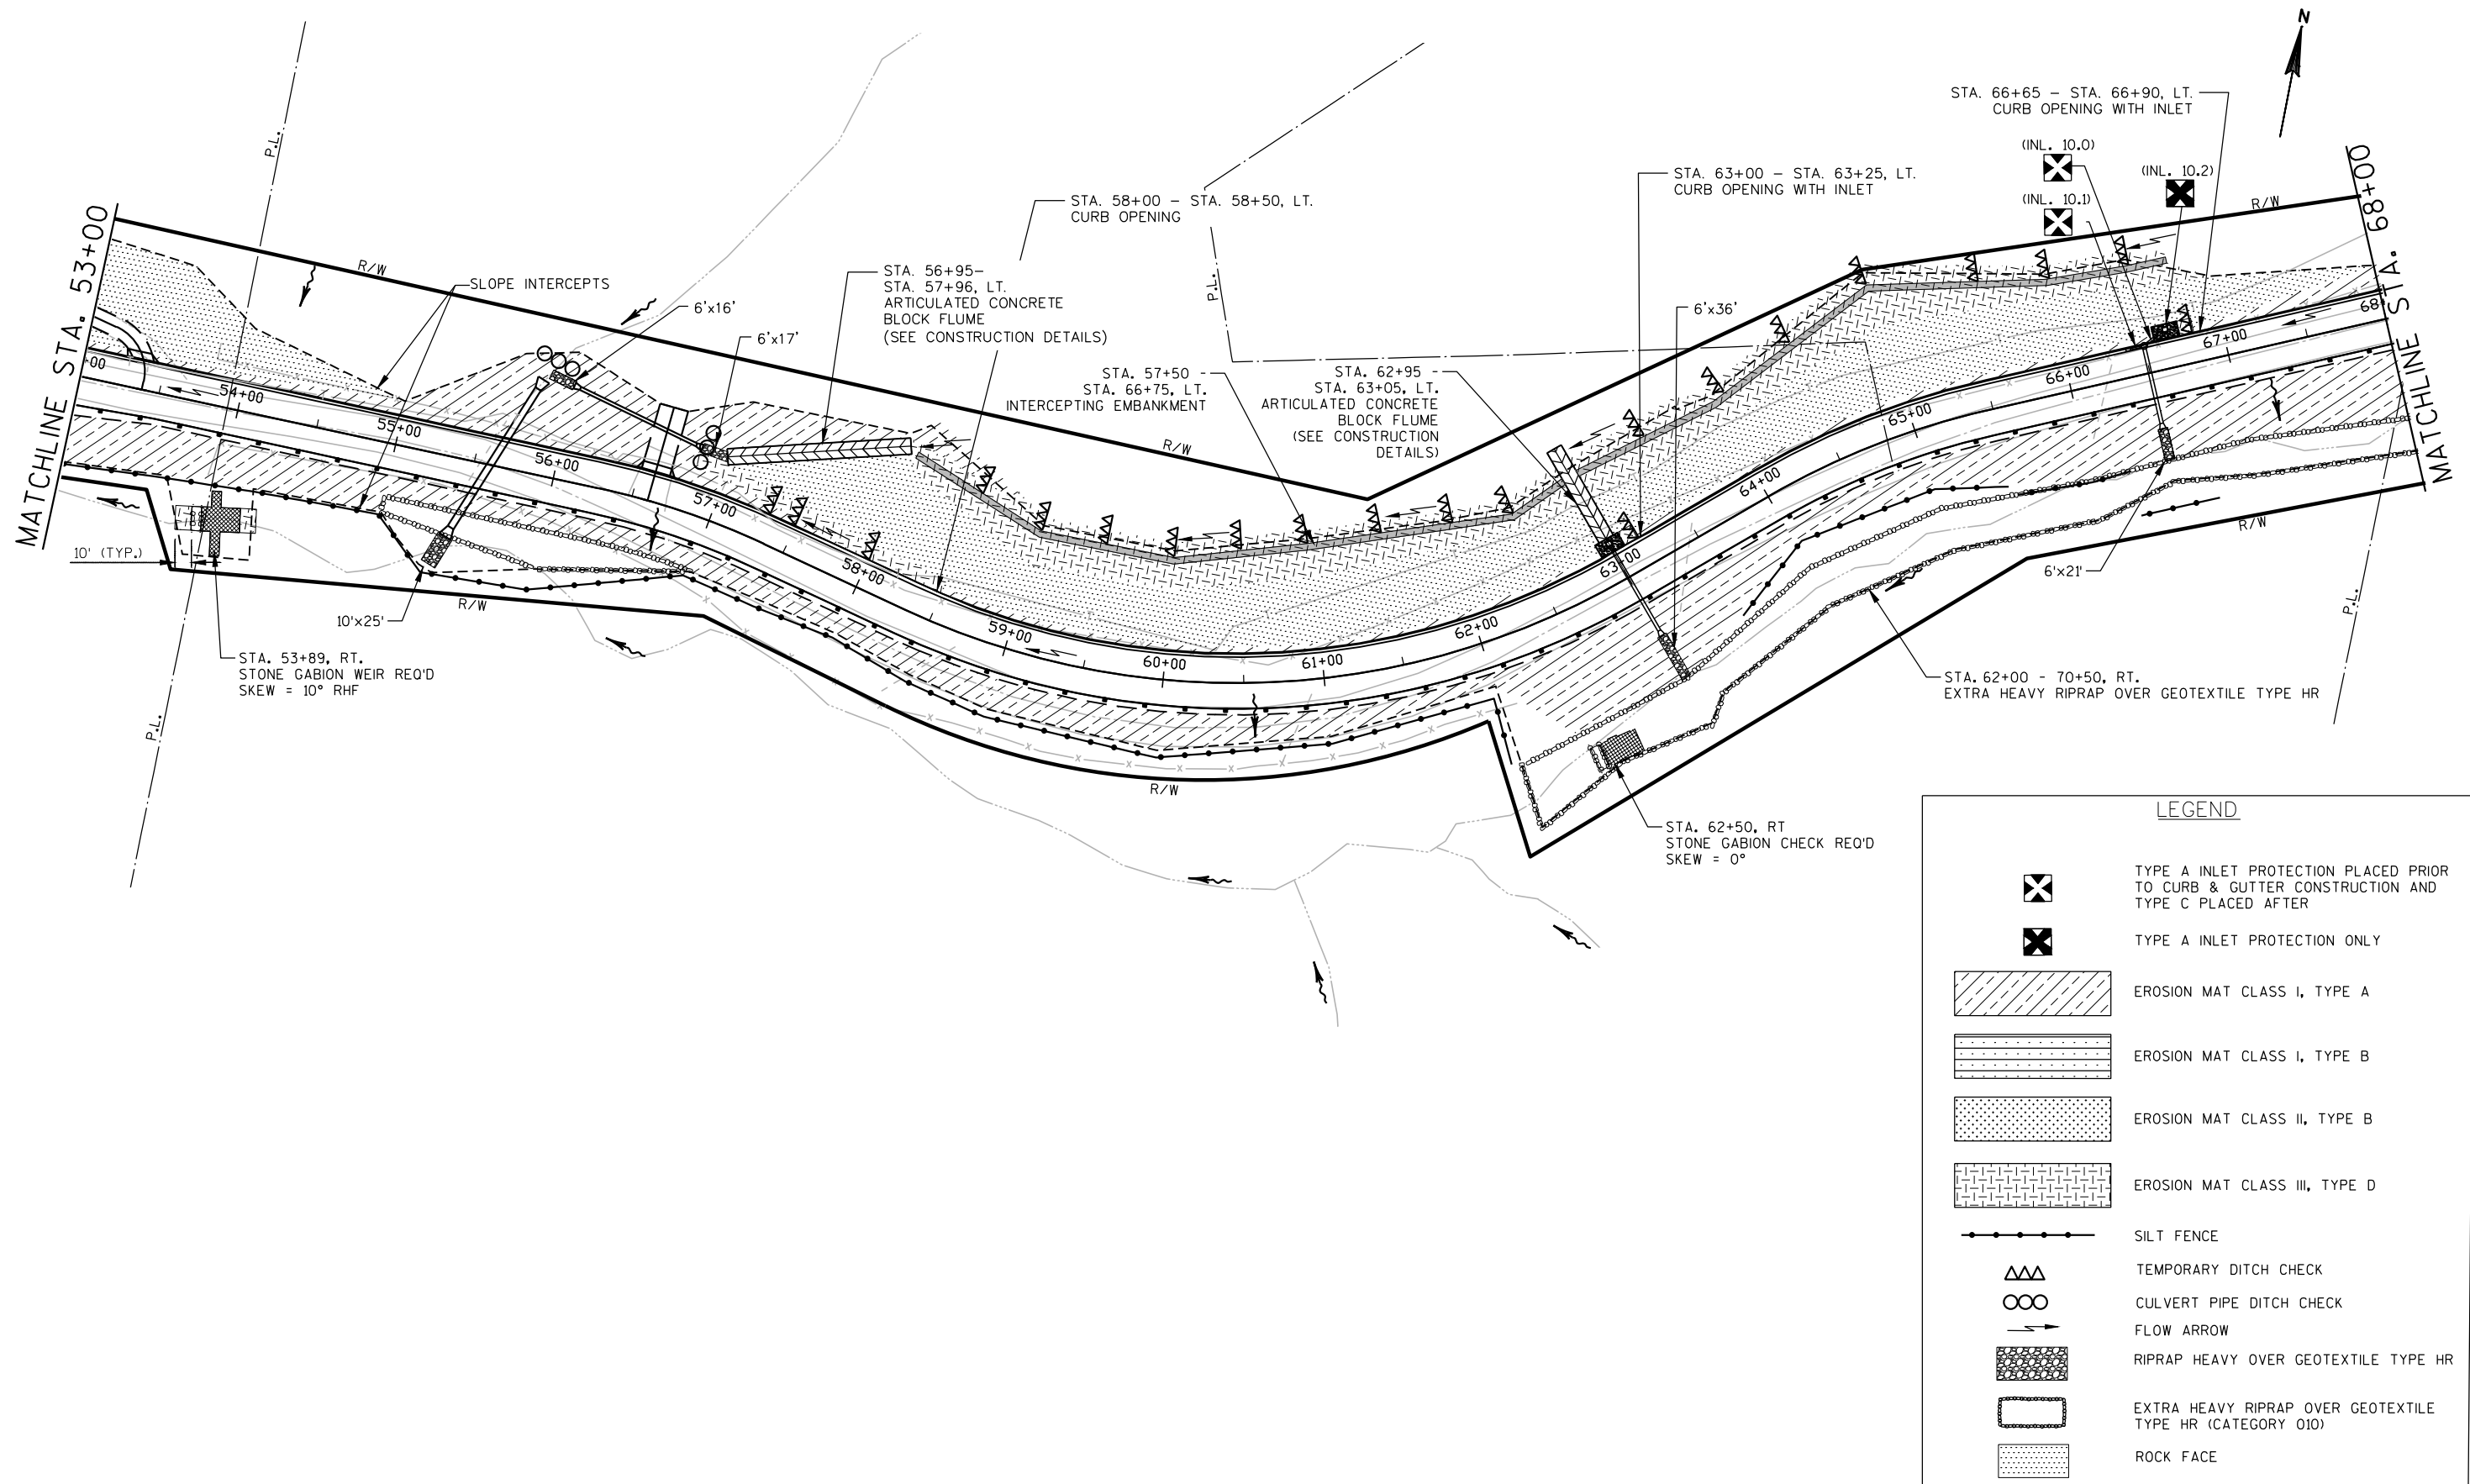 N
STA. 66+65 – STA. 66+90, LT.
CURB OPENING WITH INLET
(INL. 10.0)
(INL. 10.2)
(INL. 10.1)
STA. 63+00 – STA. 63+25, LT.
CURB OPENING WITH INLET
STA. 58+00 – STA. 58+50, LT.
CURB OPENING
P.L.
R/W
MATCHLINE STA. 53+00
MATCHLINE STA. 68+00
R/W
SLOPE INTERCEPTS
STA. 56+95–
STA. 57+96, LT.
ARTICULATED CONCRETE
BLOCK FLUME
(SEE CONSTRUCTION DETAILS)
P.L.
6'x16'
6'x17'
6'x36'
STA. 57+50 -
STA. 66+75, LT.
INTERCEPTING EMBANKMENT
STA. 62+95 -
STA. 63+05, LT.
ARTICULATED CONCRETE
BLOCK FLUME
(SEE CONSTRUCTION
DETAILS)
R/W
+00
54+00
55+00
56+00
57+00
58+00
59+00
60+00
61+00
62+00
63+00
64+00
65+00
66+00
67+00
68
10' (TYP.)
R/W
10'x25'
R/W
6'x21'
P.L.
STA. 53+89, RT.
STONE GABION WEIR REQ'D
SKEW = 10° RHF
P.L.
R/W
STA. 62+00 - 70+50, RT.
EXTRA HEAVY RIPRAP OVER GEOTEXTILE TYPE HR
STA. 62+50, RT
STONE GABION CHECK REQ'D
SKEW = 0°
LEGEND
TYPE A INLET PROTECTION PLACED PRIOR
TO CURB & GUTTER CONSTRUCTION AND
TYPE C PLACED AFTER
TYPE A INLET PROTECTION ONLY
EROSION MAT CLASS I, TYPE A
EROSION MAT CLASS I, TYPE B
EROSION MAT CLASS II, TYPE B
EROSION MAT CLASS III, TYPE D
SILT FENCE
TEMPORARY DITCH CHECK
CULVERT PIPE DITCH CHECK
FLOW ARROW
RIPRAP HEAVY OVER GEOTEXTILE TYPE HR
EXTRA HEAVY RIPRAP OVER GEOTEXTILE
TYPE HR (CATEGORY 010)
ROCK FACE